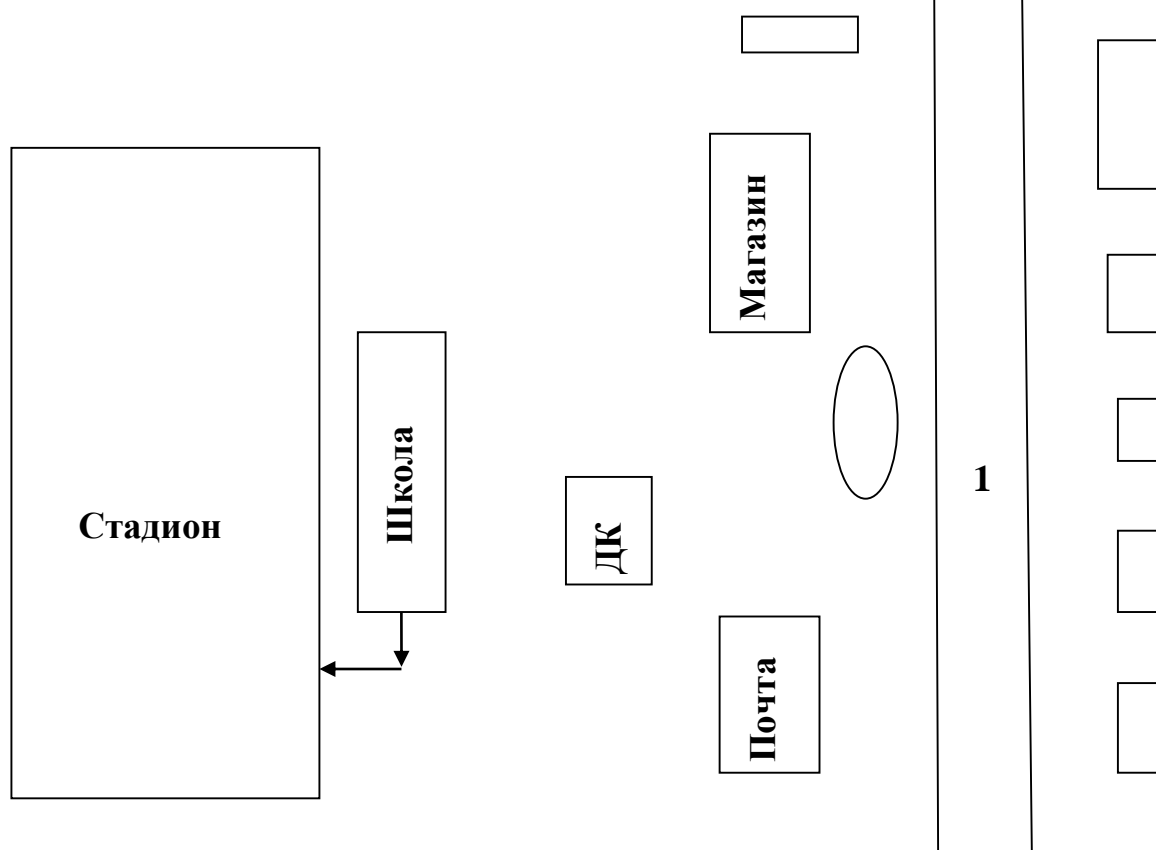 Магазин
Школа
1
Стадион
ДК
Почта